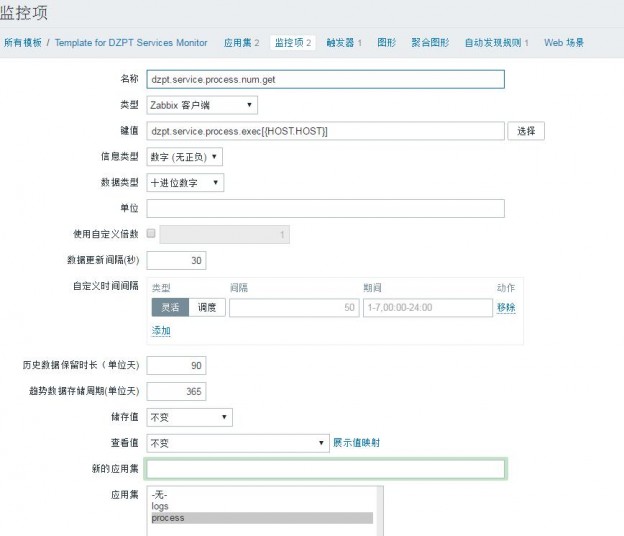 监控项
所有模板 / Template for DZPT Services Monitor 应用集 2 监控项 2 触发器 1 图形 聚合图形 自动发现规则 1 Web 场景
名称 dzpt.service.process.num.get
类型 Zabbix 客户端
键值 dzpt.service.process.exec[{HOST.HOST}] 选择
信息类型 数字 (无正负)
数据类型 十进位数字
单位
使用自定义倍数 1
数据更新间隔(秒) 30
自定义时间间隔 类型 间隔 期间 动作
灵活 调度 50 1-7,00:00-24:00 移除
添加
历史数据保留时长（单位天) 90
趋势数据存储周期(单位天) 365
储存值 不变
查看值 不变 展示值映射
新的应用集
应用集 -无-
logs
process